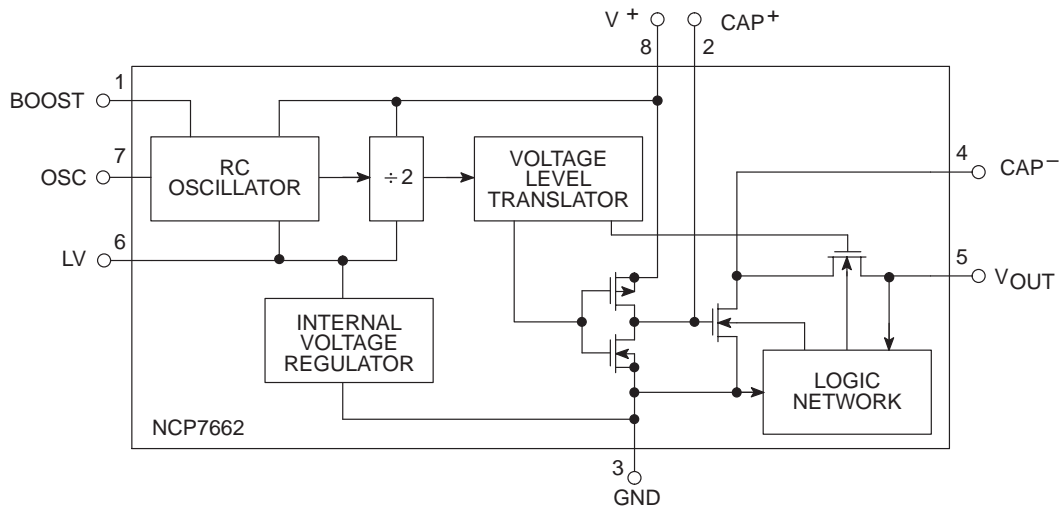 V+
CAP+
8
2
1
BOOST
7
OSC
RC
OSCILLATOR
÷2
VOLTAGE
LEVEL
TRANSLATOR
4
CAP−
6
LV
5
VOUT
INTERNAL
VOLTAGE
REGULATOR
LOGIC
NETWORK
NCP7662
3
GND